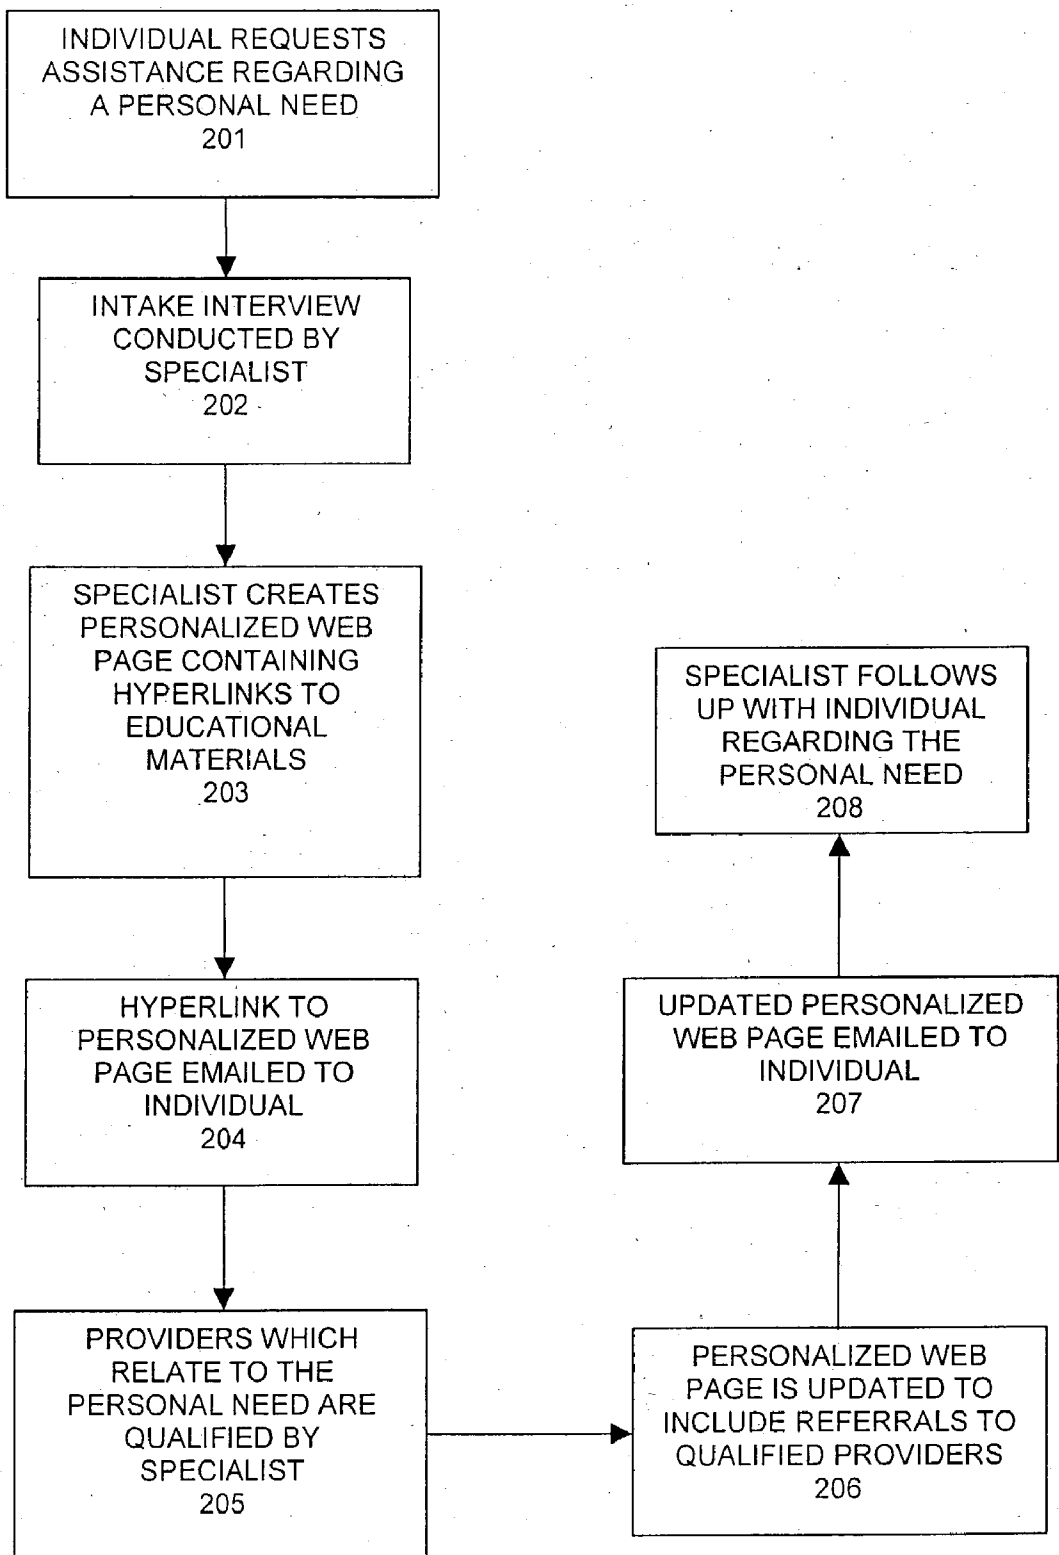 INDIVIDUAL REQUESTS
ASSISTANCE REGARDING
A PERSONAL NEED
201
INTAKE INTERVIEW
CONDUCTED BY
SPECIALIST
202
SPECIALIST CREATES
PERSONALIZED WEB
PAGE CONTAINING
HYPERLINKS TO
EDUCATIONAL
MATERIALS
203
HYPERLINK TO
PERSONALIZED WEB
PAGE EMAILED TO
INDIVIDUAL
204
PROVIDERS WHICH
RELATE TO THE
PERSONAL NEED ARE
QUALIFIED BY
SPECIALIST
205
PERSONALIZED WEB
PAGE IS UPDATED TO
INCLUDE REFERRALS TO
QUALIFIED PROVIDERS
206
UPDATED PERSONALIZED
WEB PAGE EMAILED TO
INDIVIDUAL
207
SPECIALIST FOLLOWS
UP WITH INDIVIDUAL
REGARDING THE
PERSONAL NEED
208